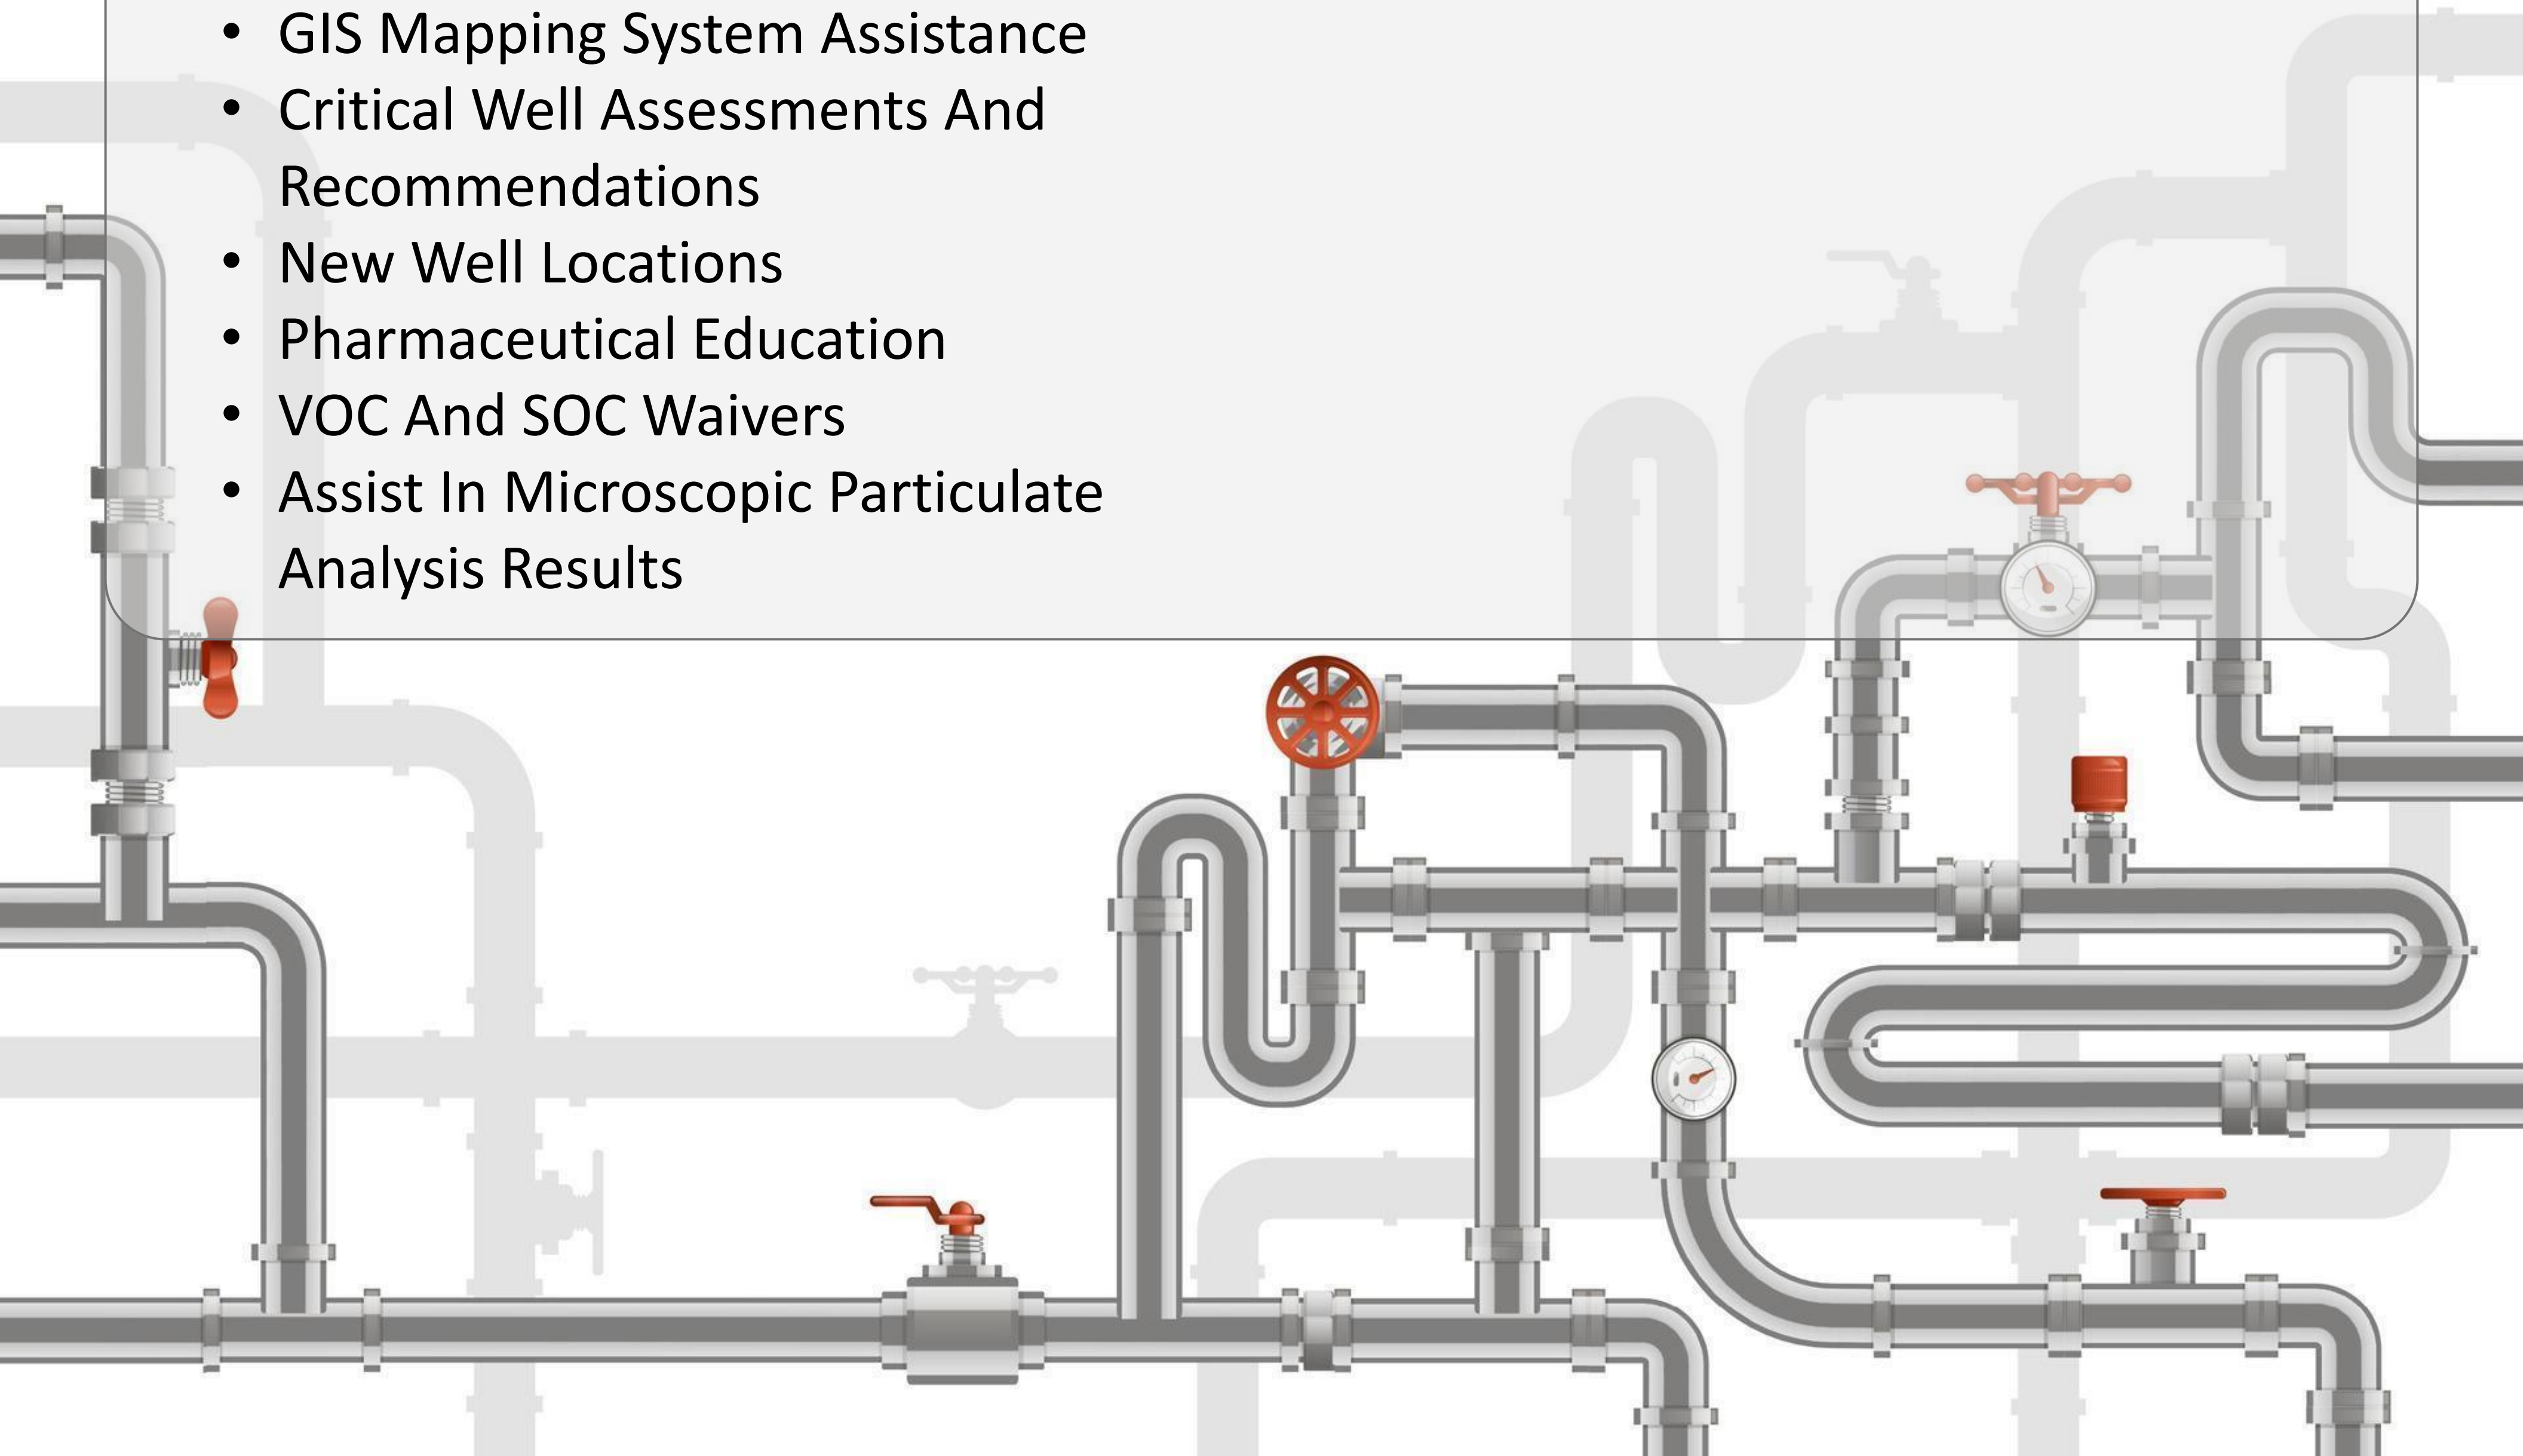 • GIS Mapping System Assistance
• Critical Well Assessments And
Recommendations
• New Well Locations
• Pharmaceutical Education
• VOC And SOC Waivers
• Assist In Microscopic Particulate
Analysis Results